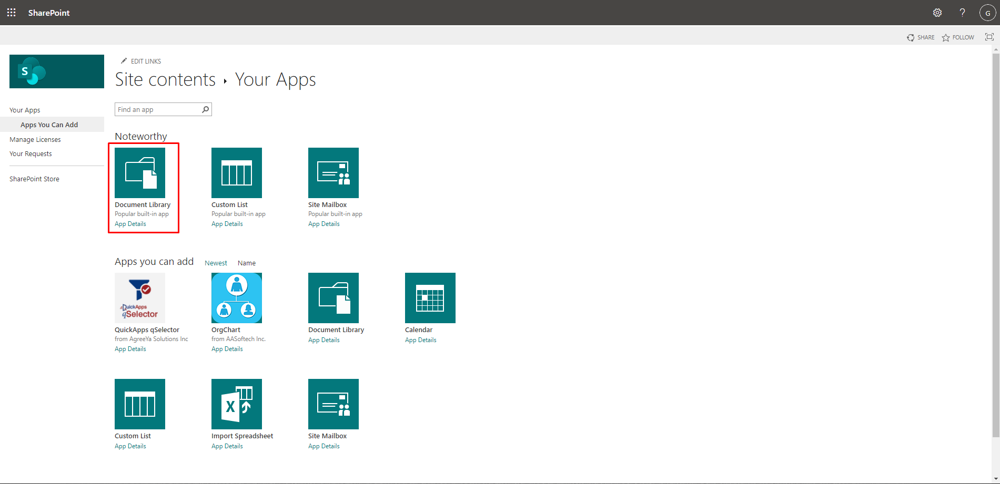 SharePoint
?
G
SHARE
FOLLOW
S
EDIT LINKS
Site contents ▸ Your Apps
Find an app
Your Apps
Apps You Can Add
Manage Licenses
Your Requests
SharePoint Store
Noteworthy
Document Library
Popular built-in app
App Details
Custom List
Popular built-in app
App Details
Site Mailbox
Popular built-in app
App Details
Apps you can add
Newest
Name
QuickApps
qSelector
QuickApps qSelector
from AgreeYa Solutions Inc
App Details
OrgChart
from AASoftech Inc.
App Details
Document Library
App Details
Calendar
App Details
Custom List
App Details
X
Import Spreadsheet
App Details
Site Mailbox
App Details